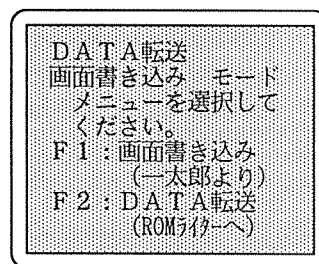 DATA転送
画面書き込み モード
メニューを選択して
ください。
F1:画面書き込み
(一太郎より)
F2:DATA転送
(ROMライターへ)